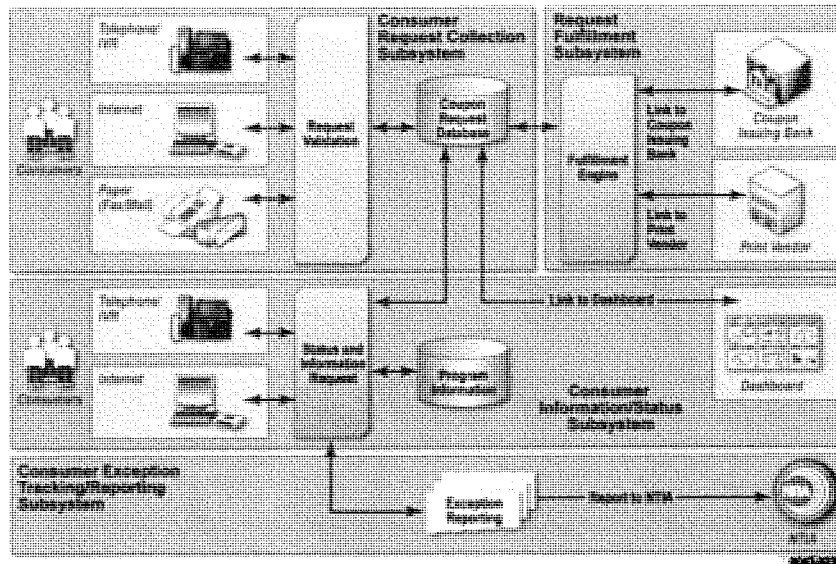 Telephone/
IVR
Internet
Paper
(Facsimile)
Consumers
Request
Validation
Consumer
Request Collection
Subsystem
Coupon
Request
Database
Request
Fulfillment
Subsystem
Fulfillment
Engine
Link to
Coupon
Issuing
Bank
Link to
Print
Vendor
Coupon
Issuing Bank
Print Vendor
Telephone/
IVR
Internet
Consumers
Status and
Information
Request
Program
Information
Link to Dashboard
Dashboard
Consumer
Information/Status
Subsystem
Consumer Exception
Tracking/Reporting
Subsystem
Exception
Reporting
Report to NTIA
NTIA